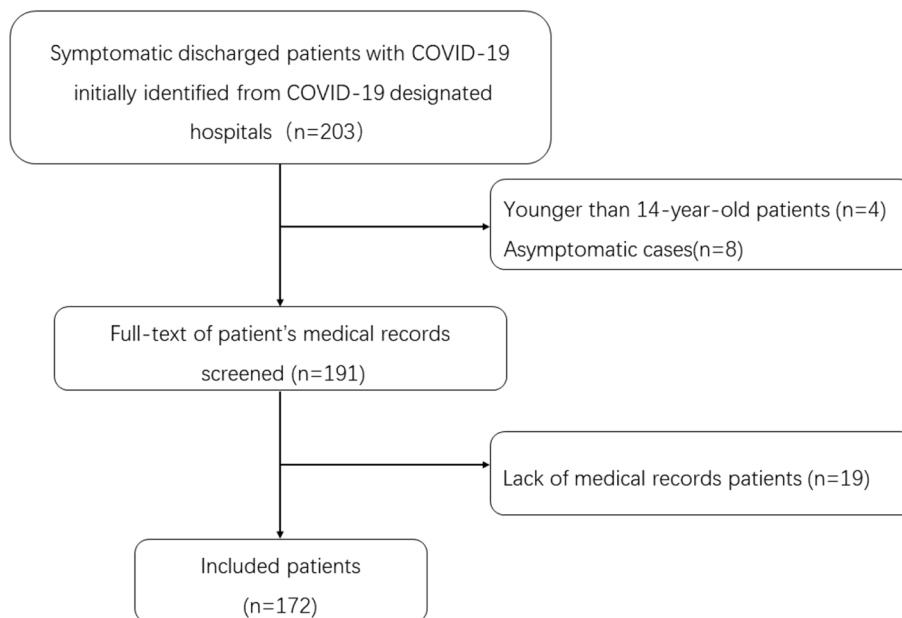 Symptomatic discharged patients with COVID-19
initially identified from COVID-19 designated
hospitals（n=203）
Younger than 14-year-old patients (n=4)
Asymptomatic cases(n=8)
Full-text of patient’s medical records
screened (n=191)
Lack of medical records patients (n=19)
Included patients
(n=172)